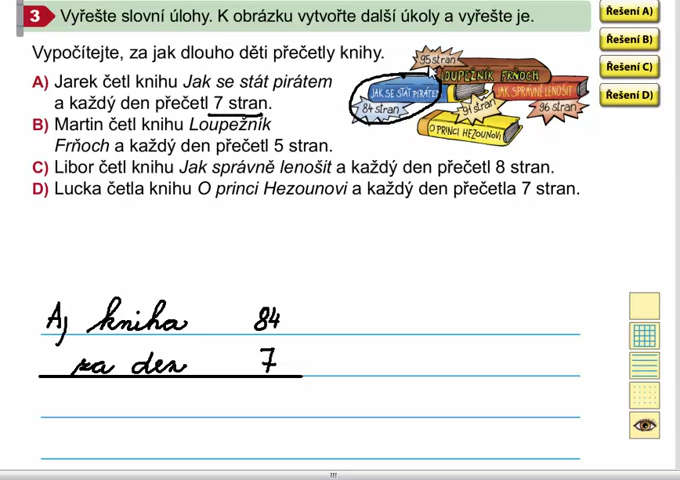 3 Vyřešte slovní úlohy. K obrázku vytvořte další úkoly a vyřešte je.
Řešení A)
Řešení B)
Řešení C)
Řešení D)
Vypočítejte, za jak dlouho děti přečetly knihy.
A) Jarek četl knihu Jak se stát pirátem
a každý den přečetl 7 stran.
B) Martin četl knihu Loupežník
Frňoch a každý den přečetl 5 stran.
C) Libor četl knihu Jak správně lenošit a každý den přečetl 8 stran.
D) Lucka četla knihu O princi Hezounovi a každý den přečetla 7 stran.
95 stran
LOUPEŽNÍK FRŇOCH
JAK SE STÁT PIRÁTEM
JAK SPRÁVNĚ LENOŠIT
84 stran
91 stran
96 stran
O PRINCI HEZOUNOVI
A) kniha 84
za den 7